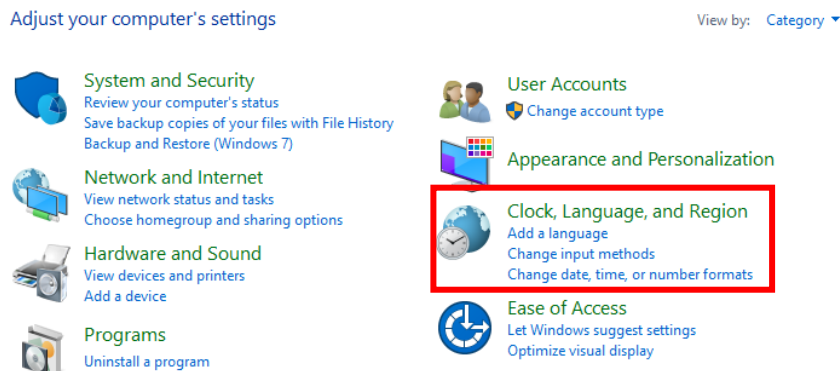 Adjust your computer's settings
View by: Category
System and Security
Review your computer's status
Save backup copies of your files with File History
Backup and Restore (Windows 7)
Network and Internet
View network status and tasks
Choose homegroup and sharing options
Hardware and Sound
View devices and printers
Add a device
Programs
Uninstall a program
User Accounts
Change account type
Appearance and Personalization
Clock, Language, and Region
Add a language
Change input methods
Change date, time, or number formats
Ease of Access
Let Windows suggest settings
Optimize visual display